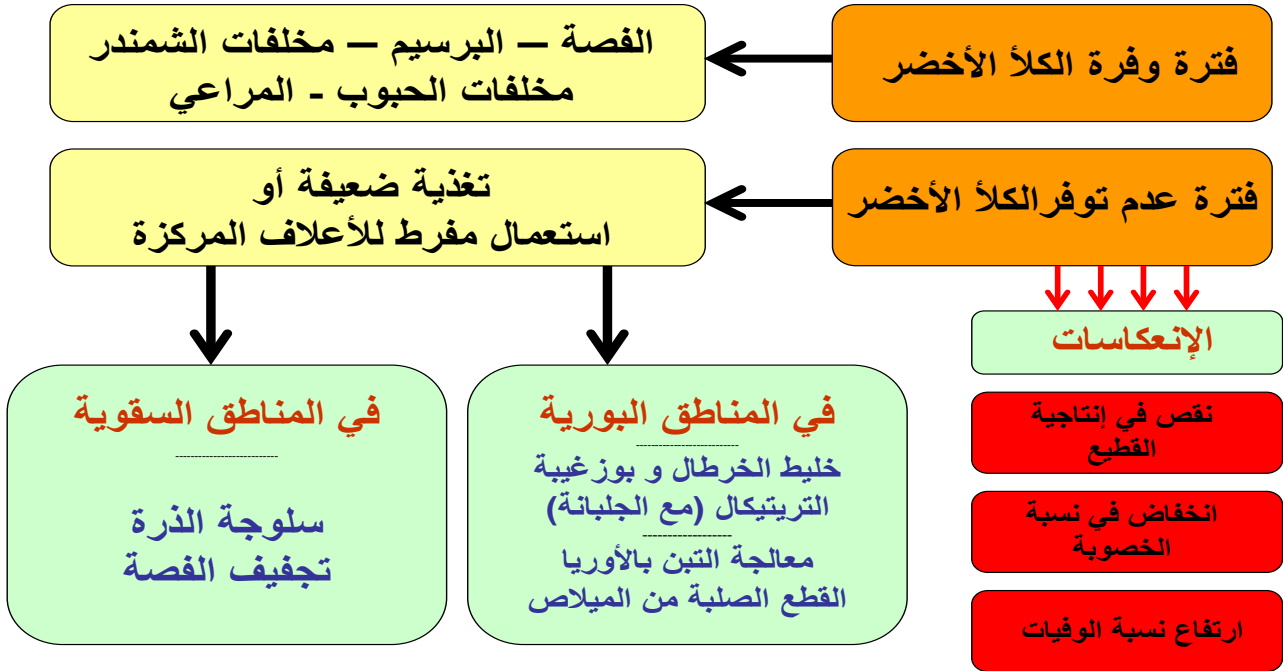 فترة وفرة الكلأ الأخضر
الفصة – البرسيم – مخلفات الشمندر
مخلفات الحبوب - المراعي
فترة عدم توفرالكلأ الأخضر
تغذية ضعيفة أو
استعمال مفرط للأعلاف المركزة
الإنعكاسات
نقص في إنتاجية
القطيع
انخفاض في نسبة
الخصوبة
ارتفاع نسبة الوفيات
في المناطق البورية
خليط الخرطال و بوزغيبة
التريتيكال (مع الجلبانة)
معالجة التبن بالأوريا
القطع الصلبة من الميلاص
في المناطق السقوية
سلوجة الذرة
تجفيف الفصة